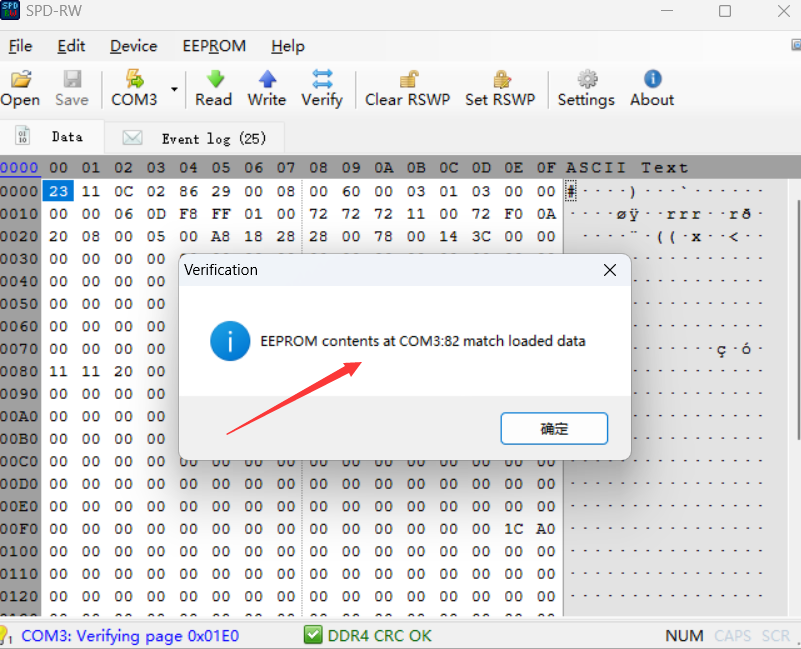 SPD-RW
File Edit Device EEPROM Help
Open Save COM3 Read Write Verify Clear RSWP Set RSWP Settings About
Data Event log (25)
0000 00 01 02 03 04 05 06 07 08 09 0A 0B 0C 0D 0E 0F ASCII Text
0000 23 11 0C 02 86 29 00 08 00 60 00 03 01 03 00 00 #····)···`······
0010 00 00 06 0D F8 FF 01 00 72 72 72 11 00 72 F0 0A ····øÿ··rrr··rð·
0020 20 08 00 05 00 A8 18 28 28 00 78 00 14 3C 00 00 ·····¨·((·x··<··
0030 00 00 00 00
0040 00 00 00 00
0050 00 00 00 00
0060 00 00 00 00
0070 00 00 00 00 ç·ó·
0080 11 11 20 00
0090 00 00 00 00
00A0 00 00 00 00
00B0 00 00 00 00
Verification
EEPROM contents at COM3:82 match loaded data
确定
00C0 00 00 00 00 00 00 00 00 00 00 00 00 00 00 00 00 ················
00D0 00 00 00 00 00 00 00 00 00 00 00 00 00 00 00 00 ················
00E0 00 00 00 00 00 00 00 00 00 00 00 00 00 00 00 00 ················
00F0 00 00 00 00 00 00 00 00 00 00 00 00 00 00 1C A0 ················
0100 00 00 00 00 00 00 00 00 00 00 00 00 00 00 00 00 ················
0110 00 00 00 00 00 00 00 00 00 00 00 00 00 00 00 00 ················
0120 00 00 00 00 00 00 00 00 00 00 00 00 00 00 00 00 ················
COM3: Verifying page 0x01E0 DDR4 CRC OK NUM CAPS SCR